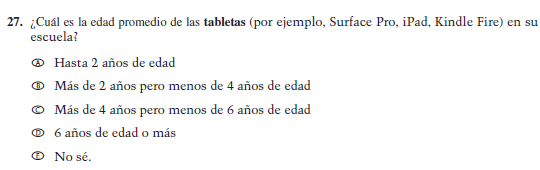 27. ¿Cuál es la edad promedio de las tabletas (por ejemplo, Surface Pro, iPad, Kindle Fire) en su
escuela?
Ⓐ Hasta 2 años de edad
Ⓑ Más de 2 años pero menos de 4 años de edad
Ⓒ Más de 4 años pero menos de 6 años de edad
Ⓓ 6 años de edad o más
Ⓔ No sé.